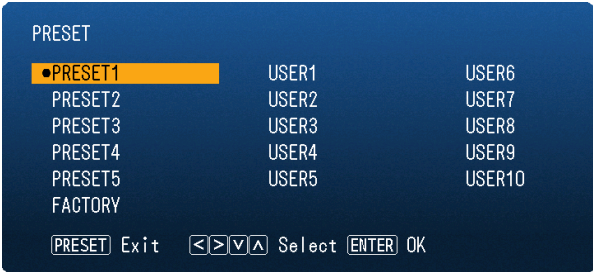 PRESET
●PRESET1 USER1 USER6
PRESET2 USER2 USER7
PRESET3 USER3 USER8
PRESET4 USER4 USER9
PRESET5 USER5 USER10
FACTORY
PRESET Exit <>∨∧ Select ENTER OK